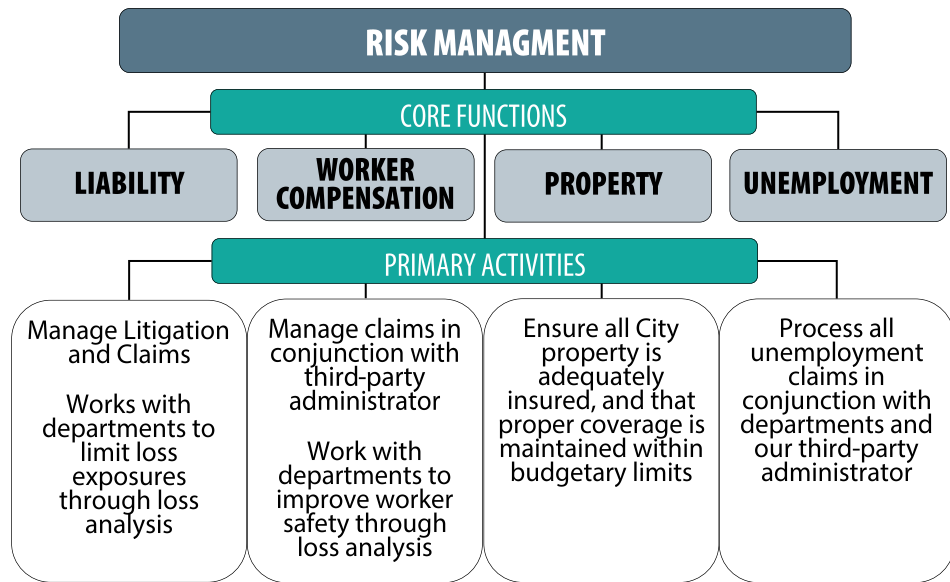 RISK MANAGMENT
CORE FUNCTIONS
LIABILITY
WORKER
COMPENSATION
PROPERTY
UNEMPLOYMENT
PRIMARY ACTIVITIES
Manage Litigation
and Claims
Works with
departments to
limit loss
exposures
through loss
analysis
Manage claims in
conjunction with
third-party
administrator
Work with
departments to
improve worker
safety through
loss analysis
Ensure all City
property is
adequately
insured, and that
proper coverage is
maintained within
budgetary limits
Process all
unemployment
claims in
conjunction with
departments and
our third-party
administrator